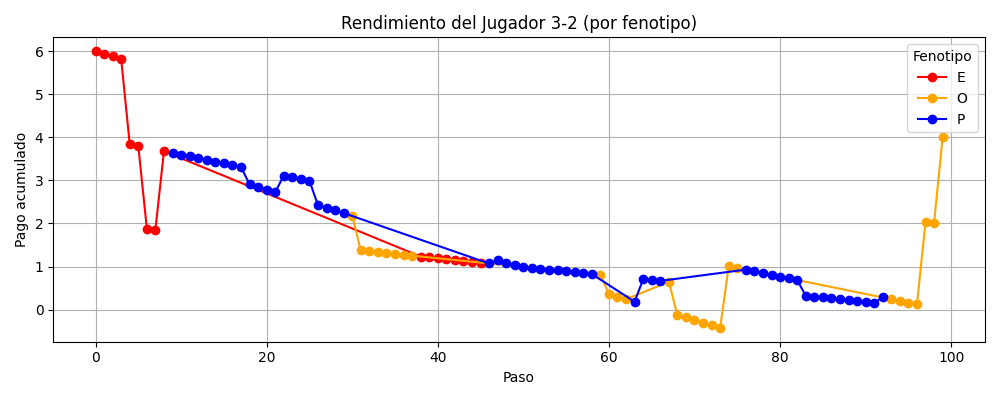 Rendimiento del Jugador 3-2 (por fenotipo)
Pago acumulado
6
5
4
3
2
1
0
Fenotipo
E
O
P
0 20 40 60 80 100
Paso